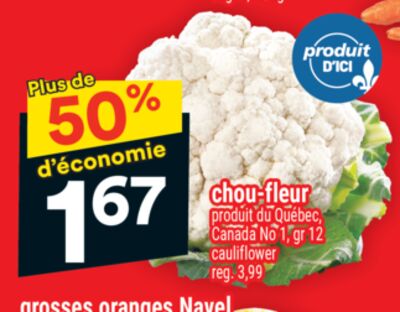 produit
D'ICI
Plus de
50%
d'économie
1 67
chou-fleur
produit du Québec,
Canada No 1, gr 12
cauliflower
reg. 3,99
grosses oranges Navel